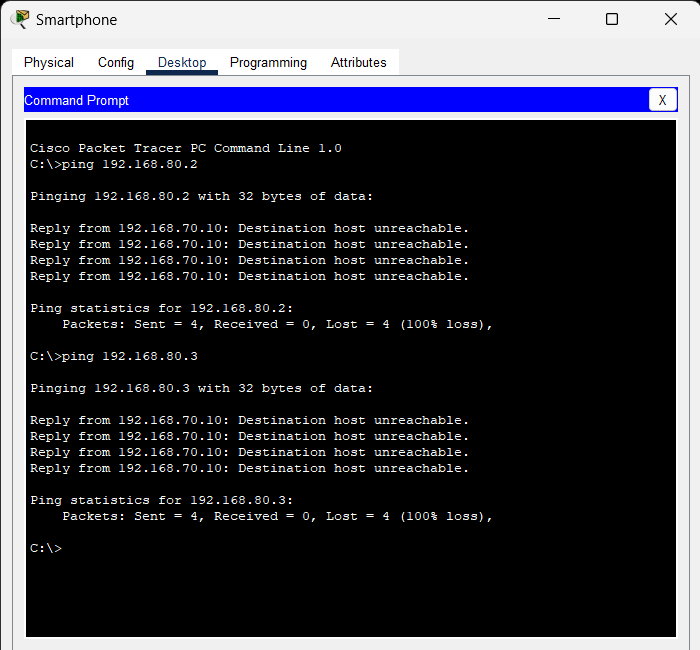 Smartphone
Physical Config Desktop Programming Attributes
Command Prompt X
Cisco Packet Tracer PC Command Line 1.0
C:\>ping 192.168.80.2
Pinging 192.168.80.2 with 32 bytes of data:
Reply from 192.168.70.10: Destination host unreachable.
Reply from 192.168.70.10: Destination host unreachable.
Reply from 192.168.70.10: Destination host unreachable.
Reply from 192.168.70.10: Destination host unreachable.
Ping statistics for 192.168.80.2:
    Packets: Sent = 4, Received = 0, Lost = 4 (100% loss),
C:\>ping 192.168.80.3
Pinging 192.168.80.3 with 32 bytes of data:
Reply from 192.168.70.10: Destination host unreachable.
Reply from 192.168.70.10: Destination host unreachable.
Reply from 192.168.70.10: Destination host unreachable.
Reply from 192.168.70.10: Destination host unreachable.
Ping statistics for 192.168.80.3:
    Packets: Sent = 4, Received = 0, Lost = 4 (100% loss),
C:\>